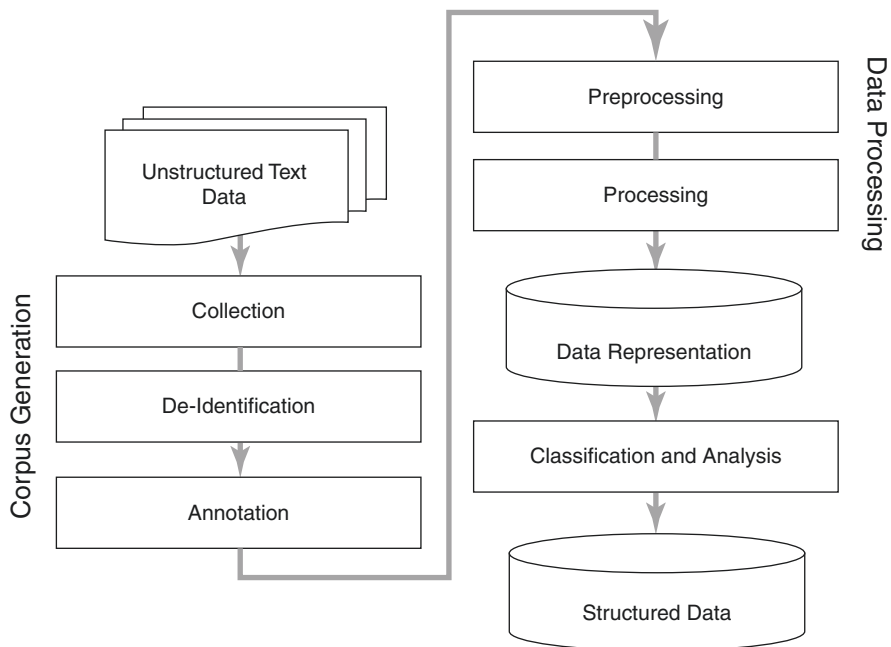 Unstructured Text
Data
Corpus Generation
Collection
De-Identification
Annotation
Data Processing
Preprocessing
Processing
Data Representation
Classification and Analysis
Structured Data